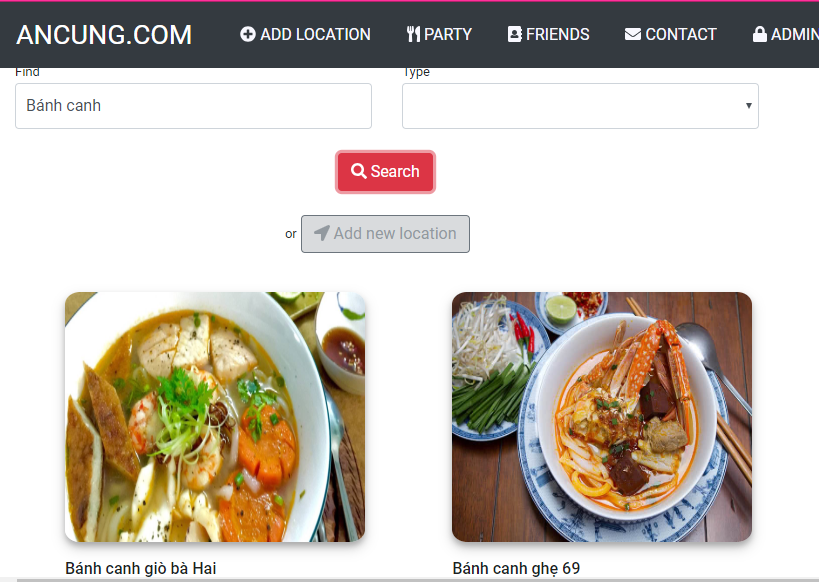 ANCUNG.COM ADD LOCATION PARTY FRIENDS CONTACT ADMIN
Find Type
Bánh canh
Search
or Add new location
Bánh canh giò bà Hai Bánh canh ghẹ 69